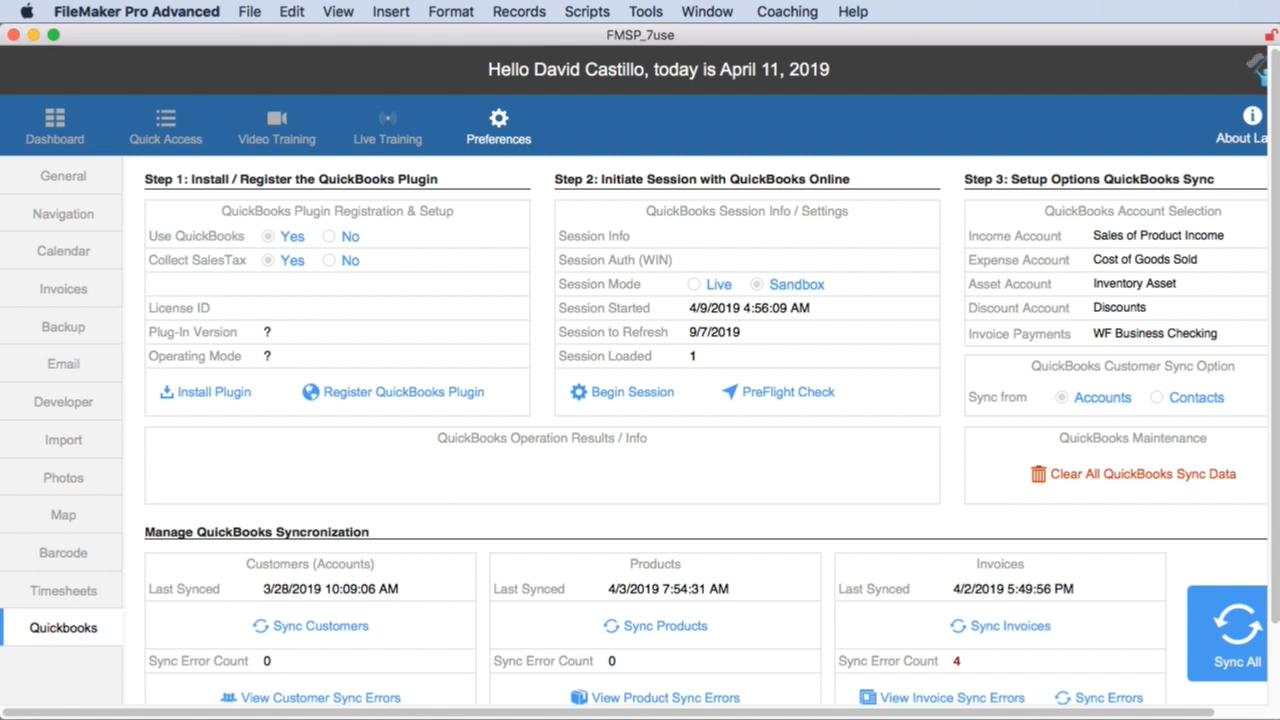 FileMaker Pro Advanced File Edit View Insert Format Records Scripts Tools Window Coaching Help
FMSP_7use
Hello David Castillo, today is April 11, 2019
Dashboard Quick Access Video Training Live Training Preferences About La
General
Navigation
Calendar
Invoices
Backup
Email
Developer
Import
Photos
Map
Barcode
Timesheets
Quickbooks
Step 1: Install / Register the QuickBooks Plugin
QuickBooks Plugin Registration & Setup
Use QuickBooks Yes No
Collect SalesTax Yes No
License ID
Plug-In Version ?
Operating Mode ?
Install Plugin Register QuickBooks Plugin
Step 2: Initiate Session with QuickBooks Online
QuickBooks Session Info / Settings
Session Info
Session Auth (WIN)
Session Mode Live Sandbox
Session Started 4/9/2019 4:56:09 AM
Session to Refresh 9/7/2019
Session Loaded 1
Begin Session PreFlight Check
Step 3: Setup Options QuickBooks Sync
QuickBooks Account Selection
Income Account Sales of Product Income
Expense Account Cost of Goods Sold
Asset Account Inventory Asset
Discount Account Discounts
Invoice Payments WF Business Checking
QuickBooks Customer Sync Option
Sync from Accounts Contacts
QuickBooks Operation Results / Info
QuickBooks Maintenance
Clear All QuickBooks Sync Data
Manage QuickBooks Syncronization
Customers (Accounts)
Last Synced 3/28/2019 10:09:06 AM
Sync Customers
Sync Error Count 0
View Customer Sync Errors
Products
Last Synced 4/3/2019 7:54:31 AM
Sync Products
Sync Error Count 0
View Product Sync Errors
Invoices
Last Synced 4/2/2019 5:49:56 PM
Sync Invoices
Sync Error Count 4
View Invoice Sync Errors Sync Errors
Sync All